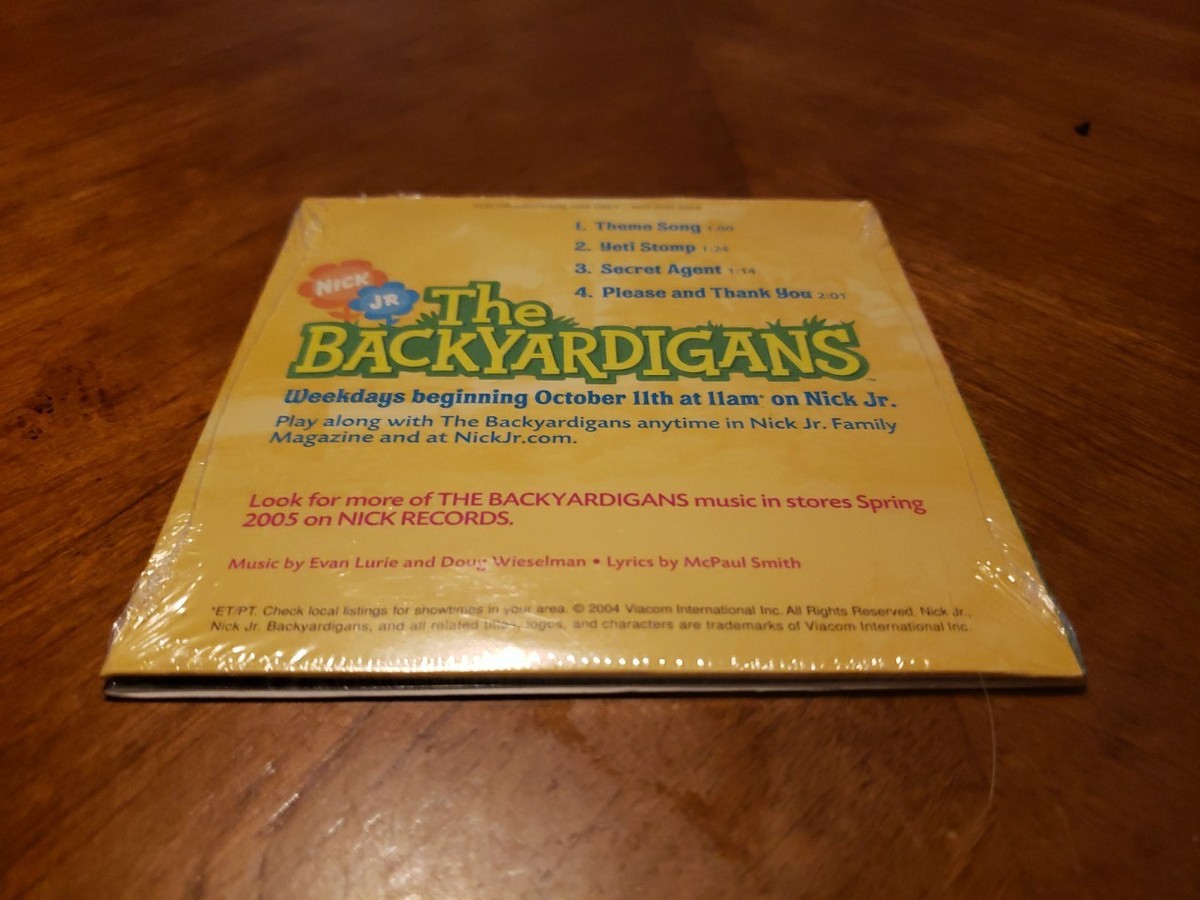 1. Theme Song 1:00
2. Yeti Stomp 1:24
3. Secret Agent 1:14
4. Please and Thank You 2:01
NICK
JR
The
BACKYARDIGANS™
Weekdays beginning October 11th at 11am* on Nick Jr.
Play along with The Backyardigans anytime in Nick Jr. Family
Magazine and at NickJr.com.
Look for more of THE BACKYARDIGANS music in stores Spring
2005 on NICK RECORDS.
Music by Evan Lurie and Doug Wieselman • Lyrics by McPaul Smith
*ET/PT. Check local listings for showtimes in your area. © 2004 Viacom International Inc. All Rights Reserved. Nick Jr.,
Nick Jr. Backyardigans, and all related titles, logos, and characters are trademarks of Viacom International Inc.